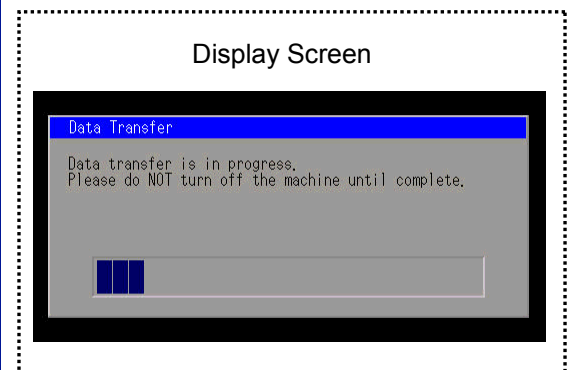 Display Screen
Data Transfer
Data transfer is in progress.
Please do NOT turn off the machine until complete.